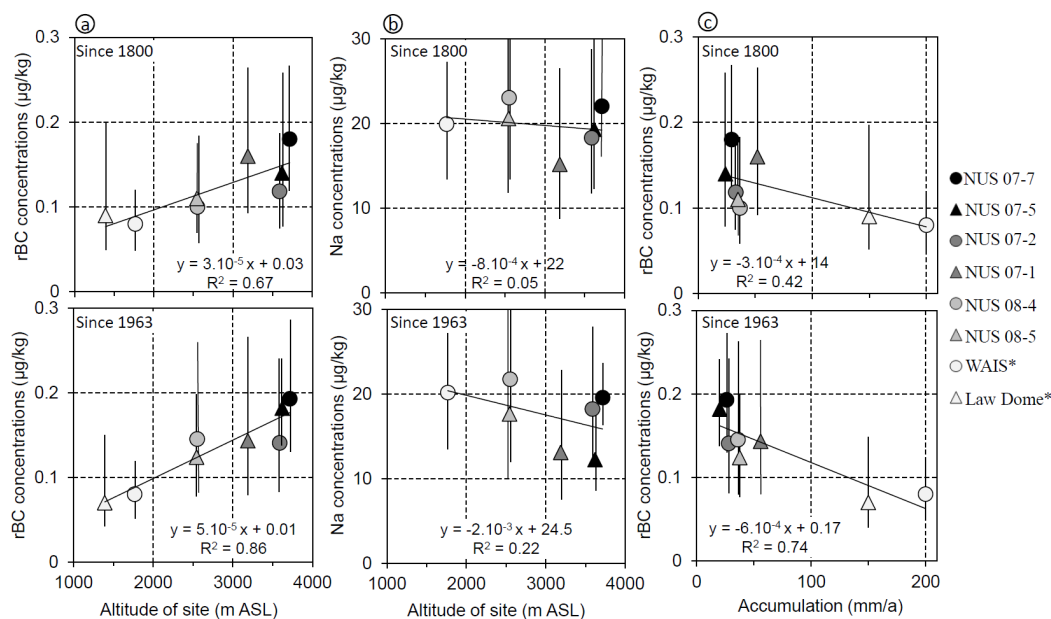 a
b
c
Since 1800
rBC concentrations (µg/kg)
0.3
0.2
0.1
0
y = 3.10-5 x + 0.03
R2 = 0.67
Since 1800
Na concentrations (µg/kg)
30
20
10
0
y = -8.10-4 x + 22
R2 = 0.05
Since 1800
rBC concentrations (µg/kg)
0.3
0.2
0.1
0
y = -3.10-4 x + 14
R2 = 0.42
Since 1963
rBC concentrations (µg/kg)
0.3
0.2
0.1
0
y = 5.10-5 x + 0.01
R2 = 0.86
1000 2000 3000 4000
Altitude of site (m ASL)
Since 1963
Na concentrations (µg/kg)
30
20
10
0
y = -2.10-3 x + 24.5
R2 = 0.22
1000 2000 3000 4000
Altitude of site (m ASL)
Since 1963
rBC concentrations (µg/kg)
0.3
0.2
0.1
0
y = -6.10-4 x + 0.17
R2 = 0.74
0 100 200
Accumulation (mm/a)
NUS 07-7
NUS 07-5
NUS 07-2
NUS 07-1
NUS 08-4
NUS 08-5
WAIS*
Law Dome*